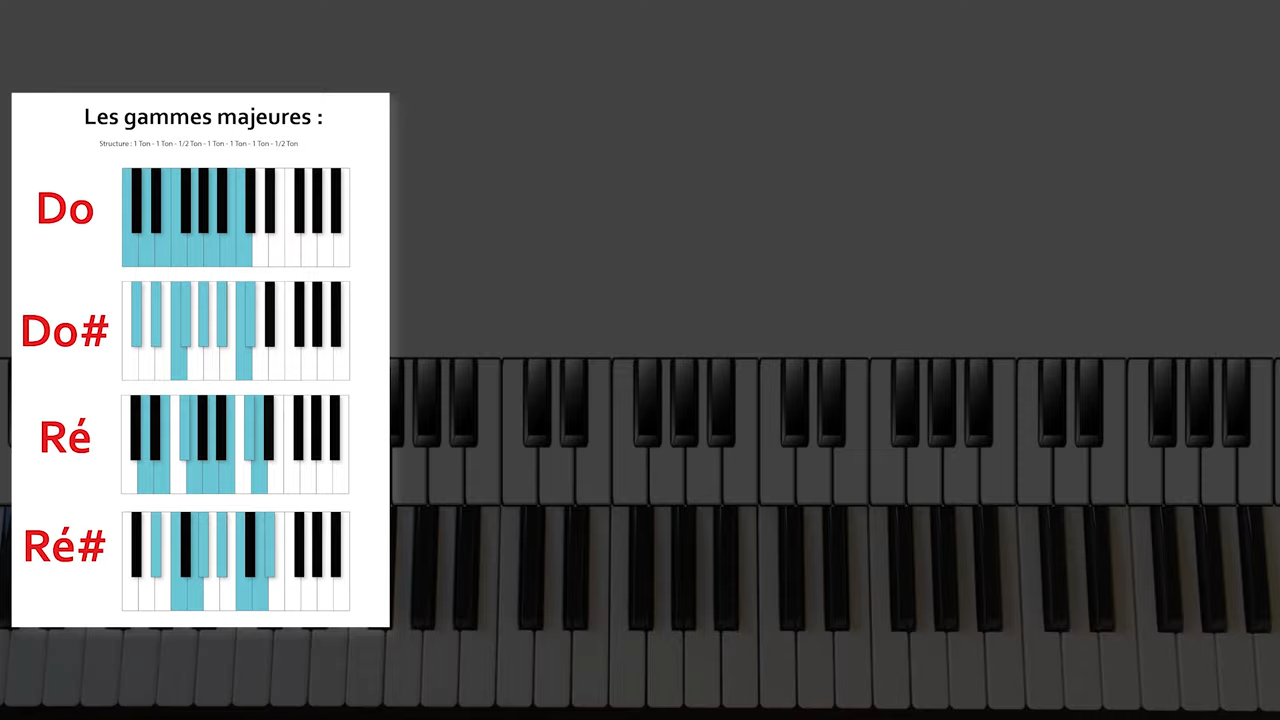 Les gammes majeures :
Structure : 1 Ton - 1 Ton - 1/2 Ton - 1 Ton - 1 Ton - 1 Ton - 1/2 Ton
Do
Do#
Ré
Ré#